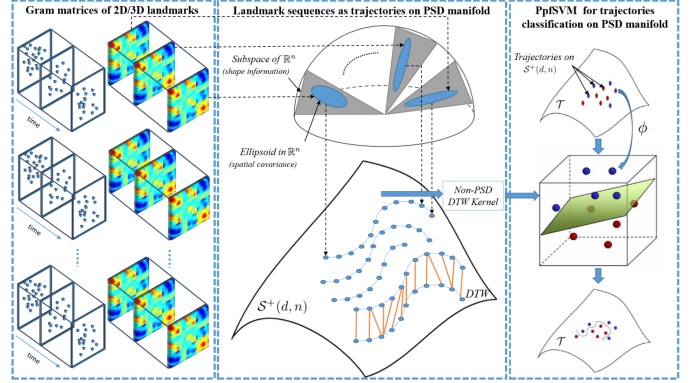 Gram matrices of 2D/3D landmarks
time
time
time
Landmark sequences as trajectories on PSD manifold
Subspace of ℝⁿ
(shape information)
Ellipsoid in ℝⁿ
(spatial covariance)
Non-PSD
DTW Kernel
DTW
𝒮⁺(d, n)
PpfSVM for trajectories
classification on PSD manifold
Trajectories on
𝒮⁺(d, n)
𝒯
ϕ
𝒯